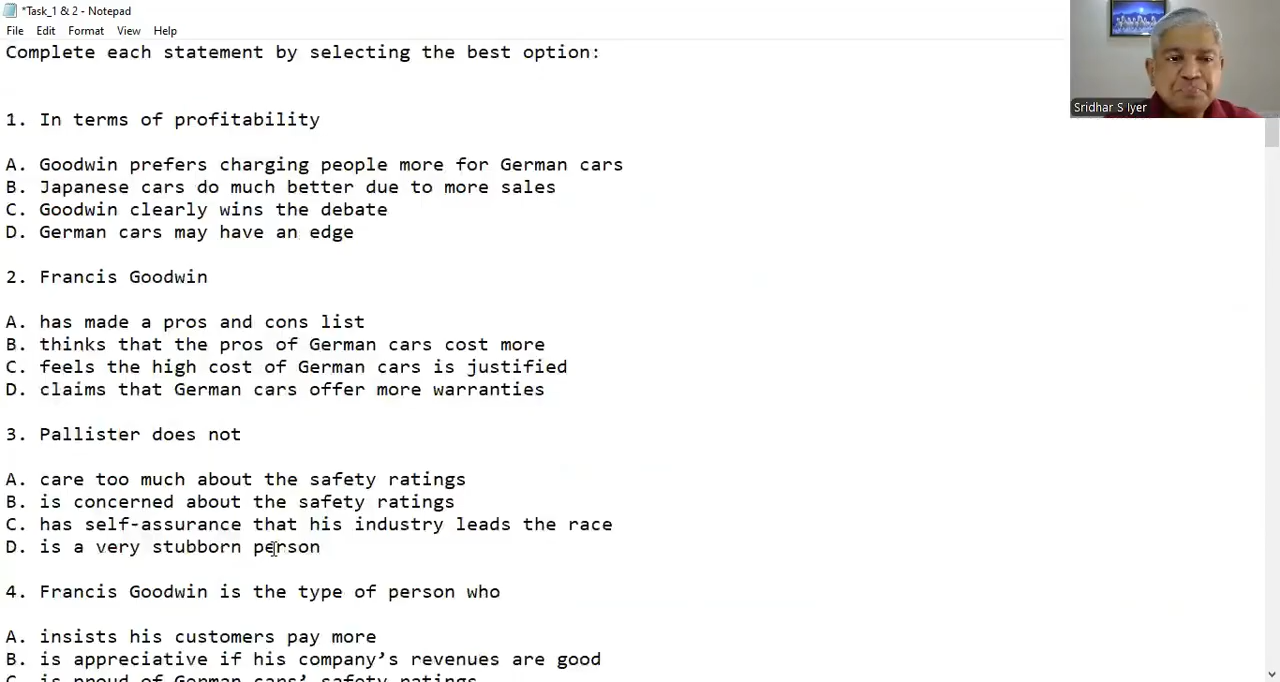 *Task_1 & 2 - Notepad
File Edit Format View Help
Complete each statement by selecting the best option:
1. In terms of profitability
A. Goodwin prefers charging people more for German cars
B. Japanese cars do much better due to more sales
C. Goodwin clearly wins the debate
D. German cars may have an edge
2. Francis Goodwin
A. has made a pros and cons list
B. thinks that the pros of German cars cost more
C. feels the high cost of German cars is justified
D. claims that German cars offer more warranties
3. Pallister does not
A. care too much about the safety ratings
B. is concerned about the safety ratings
C. has self-assurance that his industry leads the race
D. is a very stubborn person
4. Francis Goodwin is the type of person who
A. insists his customers pay more
B. is appreciative if his company’s revenues are good
C. is proud of German cars’ safety ratings
Sridhar S Iyer